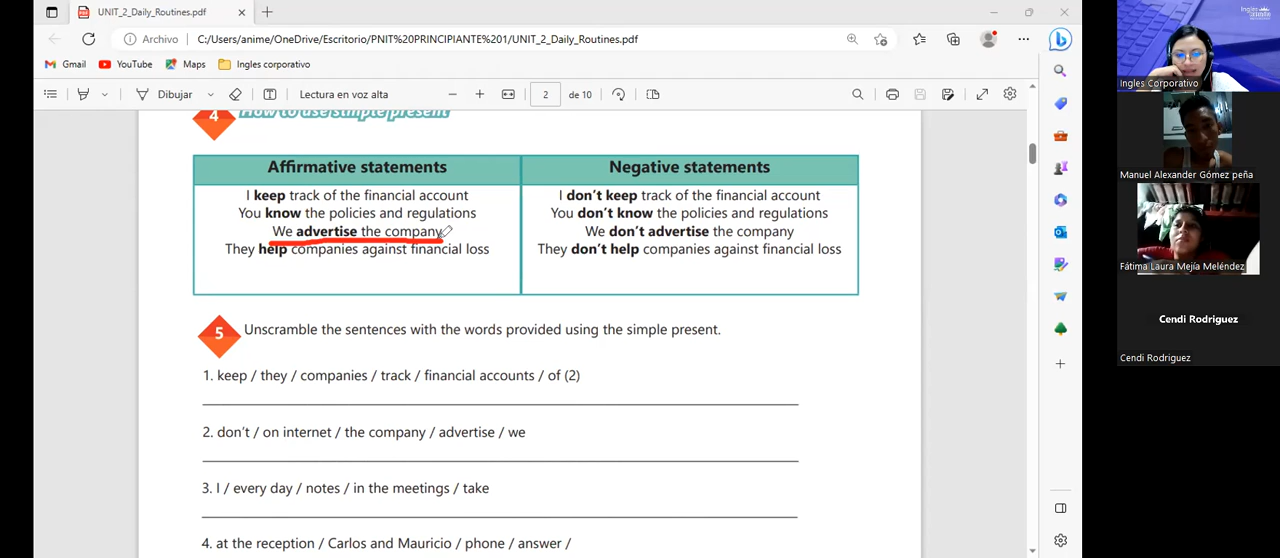 UNIT_2_Daily_Routines.pdf
Archivo C:/Users/anime/OneDrive/Escritorio/PNIT%20PRINCIPIANTE%201/UNIT_2_Daily_Routines.pdf
Gmail YouTube Maps Ingles corporativo
Dibujar Lectura en voz alta 2 de 10
4 How to use simple present
Affirmative statements
I keep track of the financial account
You know the policies and regulations
We advertise the company
They help companies against financial loss
Negative statements
I don't keep track of the financial account
You don't know the policies and regulations
We don't advertise the company
They don't help companies against financial loss
5 Unscramble the sentences with the words provided using the simple present.
1. keep / they / companies / track / financial accounts / of (2)
2. don't / on internet / the company / advertise / we
3. I / every day / notes / in the meetings / take
4. at the reception / Carlos and Mauricio / phone / answer /
Ingles Corporativo
Manuel Alexander Gómez peña
Fátima Laura Mejía Meléndez
Cendi Rodriguez
Cendi Rodriguez